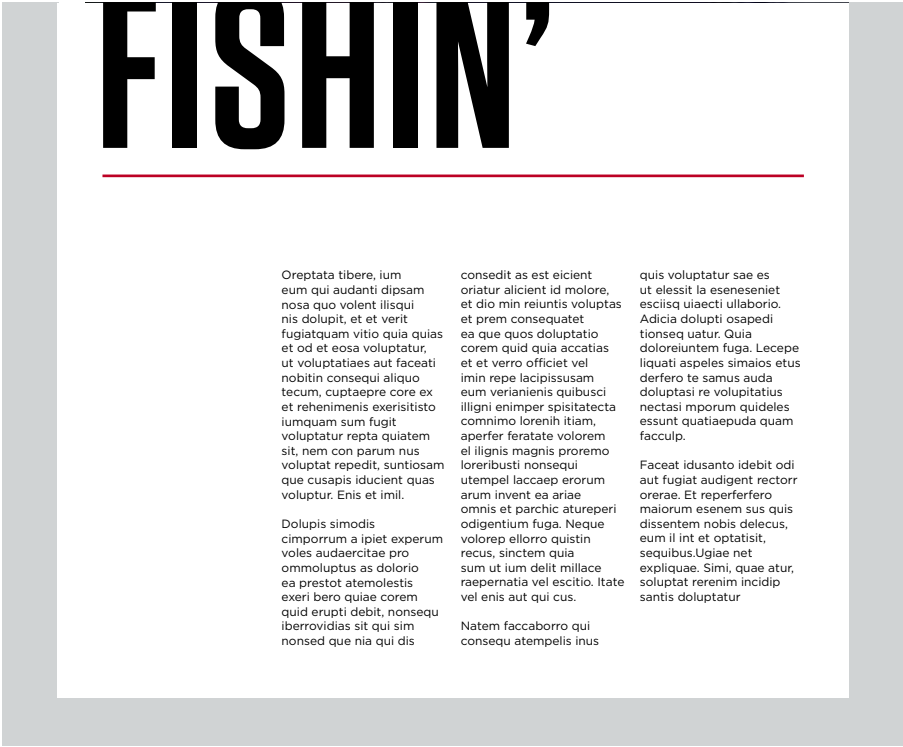 FISHIN’
Oreptata tibere, ium
eum qui audanti dipsam
nosa quo volent ilisqui
nis dolupit, et et verit
fugiatquam vitio quia quias
et od et eosa voluptatur,
ut voluptatiaes aut faceati
nobitin consequi aliquo
tecum, cuptaepre core ex
et rehenimenis exerisitisto
iumquam sum fugit
voluptatur repta quiatem
sit, nem con parum nus
voluptat repedit, suntiosam
que cusapis iducient quas
voluptur. Enis et imil.
Dolupis simodis
cimporrum a ipiet experum
voles audaercitae pro
ommoluptus as dolorio
ea prestot atemolestis
exeri bero quiae corem
quid erupti debit, nonsequ
iberrovidias sit qui sim
nonsed que nia qui dis
consedit as est eicient
oriatur alicient id molore,
et dio min reiuntis voluptas
et prem consequatet
ea que quos doluptatio
corem quid quia accatias
et et verro officiet vel
imin repe lacipissusam
eum verianienis quibusci
illigni enimper spisitatecta
comnimo lorenih itiam,
aperfer feratate volorem
el ilignis magnis proremo
loreribusti nonsequi
utempel laccaep erorum
arum invent ea ariae
omnis et parchic atureperi
odigentium fuga. Neque
volorep ellorro quistin
recus, sinctem quia
sum ut ium delit millace
raepernatia vel escitio. Itate
vel enis aut qui cus.
Natem faccaborro qui
consequ atempelis inus
quis voluptatur sae es
ut elessit la eseneseniet
esciisq uiaecti ullaborio.
Adicia dolupti osapedi
tionseq uatur. Quia
doloreiuntem fuga. Lecepe
liquati aspeles simaios etus
derfero te samus auda
doluptasi re volupitatius
nectasi mporum quideles
essunt quatiaepuda quam
facculp.
Faceat idusanto idebit odi
aut fugiat audigent rectorr
orerae. Et reperferfero
maiorum esenem sus quis
dissentem nobis delecus,
eum il int et optatisit,
sequibus.Ugiae net
expliquae. Simi, quae atur,
soluptat rerenim incidip
santis doluptatur